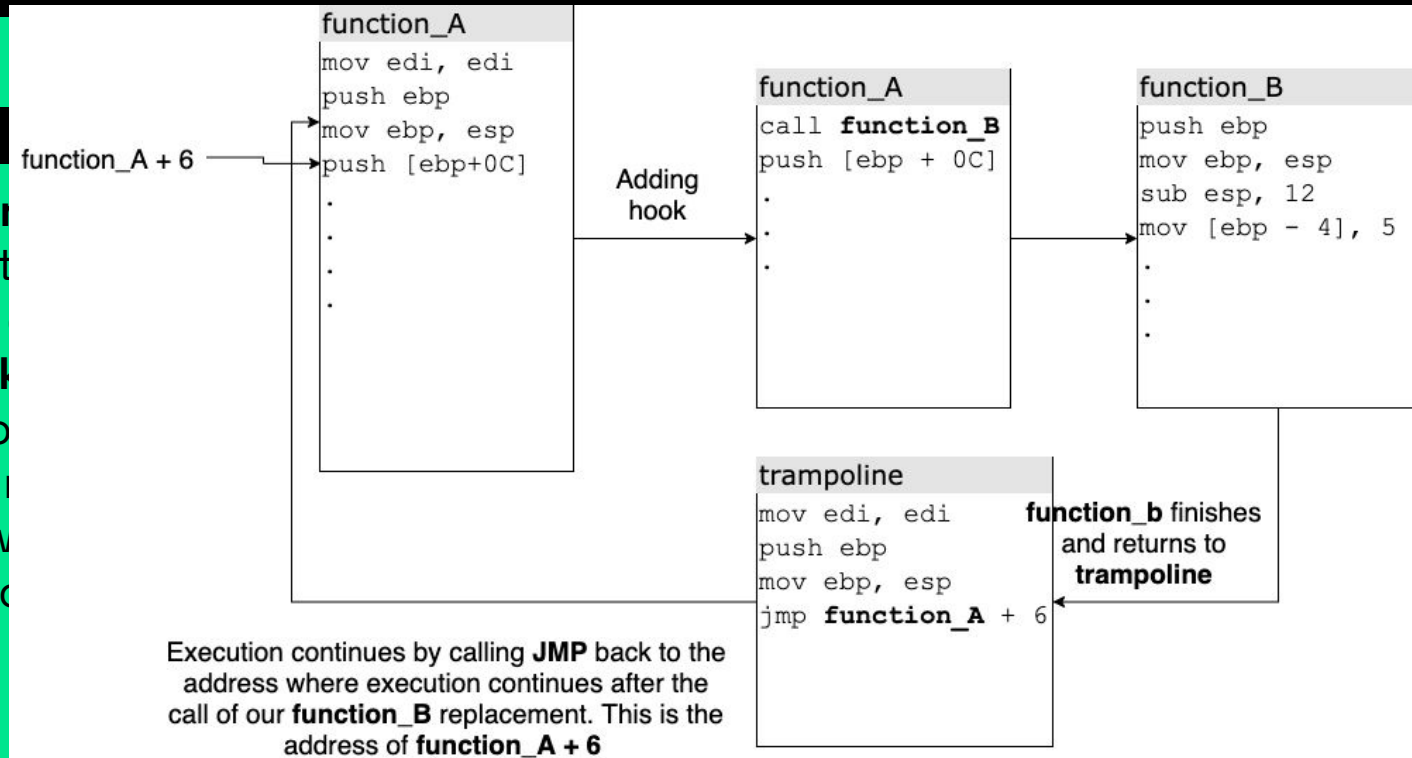 function_A
mov edi, edi
push ebp
mov ebp, esp
push [ebp+0C]
.
.
.
.
function_A + 6
Adding
hook
function_A
call function_B
push [ebp + 0C]
.
.
.
function_B
push ebp
mov ebp, esp
sub esp, 12
mov [ebp - 4], 5
.
.
.
trampoline
mov edi, edi
push ebp
mov ebp, esp
jmp function_A + 6
function_b finishes
and returns to
trampoline
Execution continues by calling JMP back to the
address where execution continues after the
call of our function_B replacement. This is the
address of function_A + 6